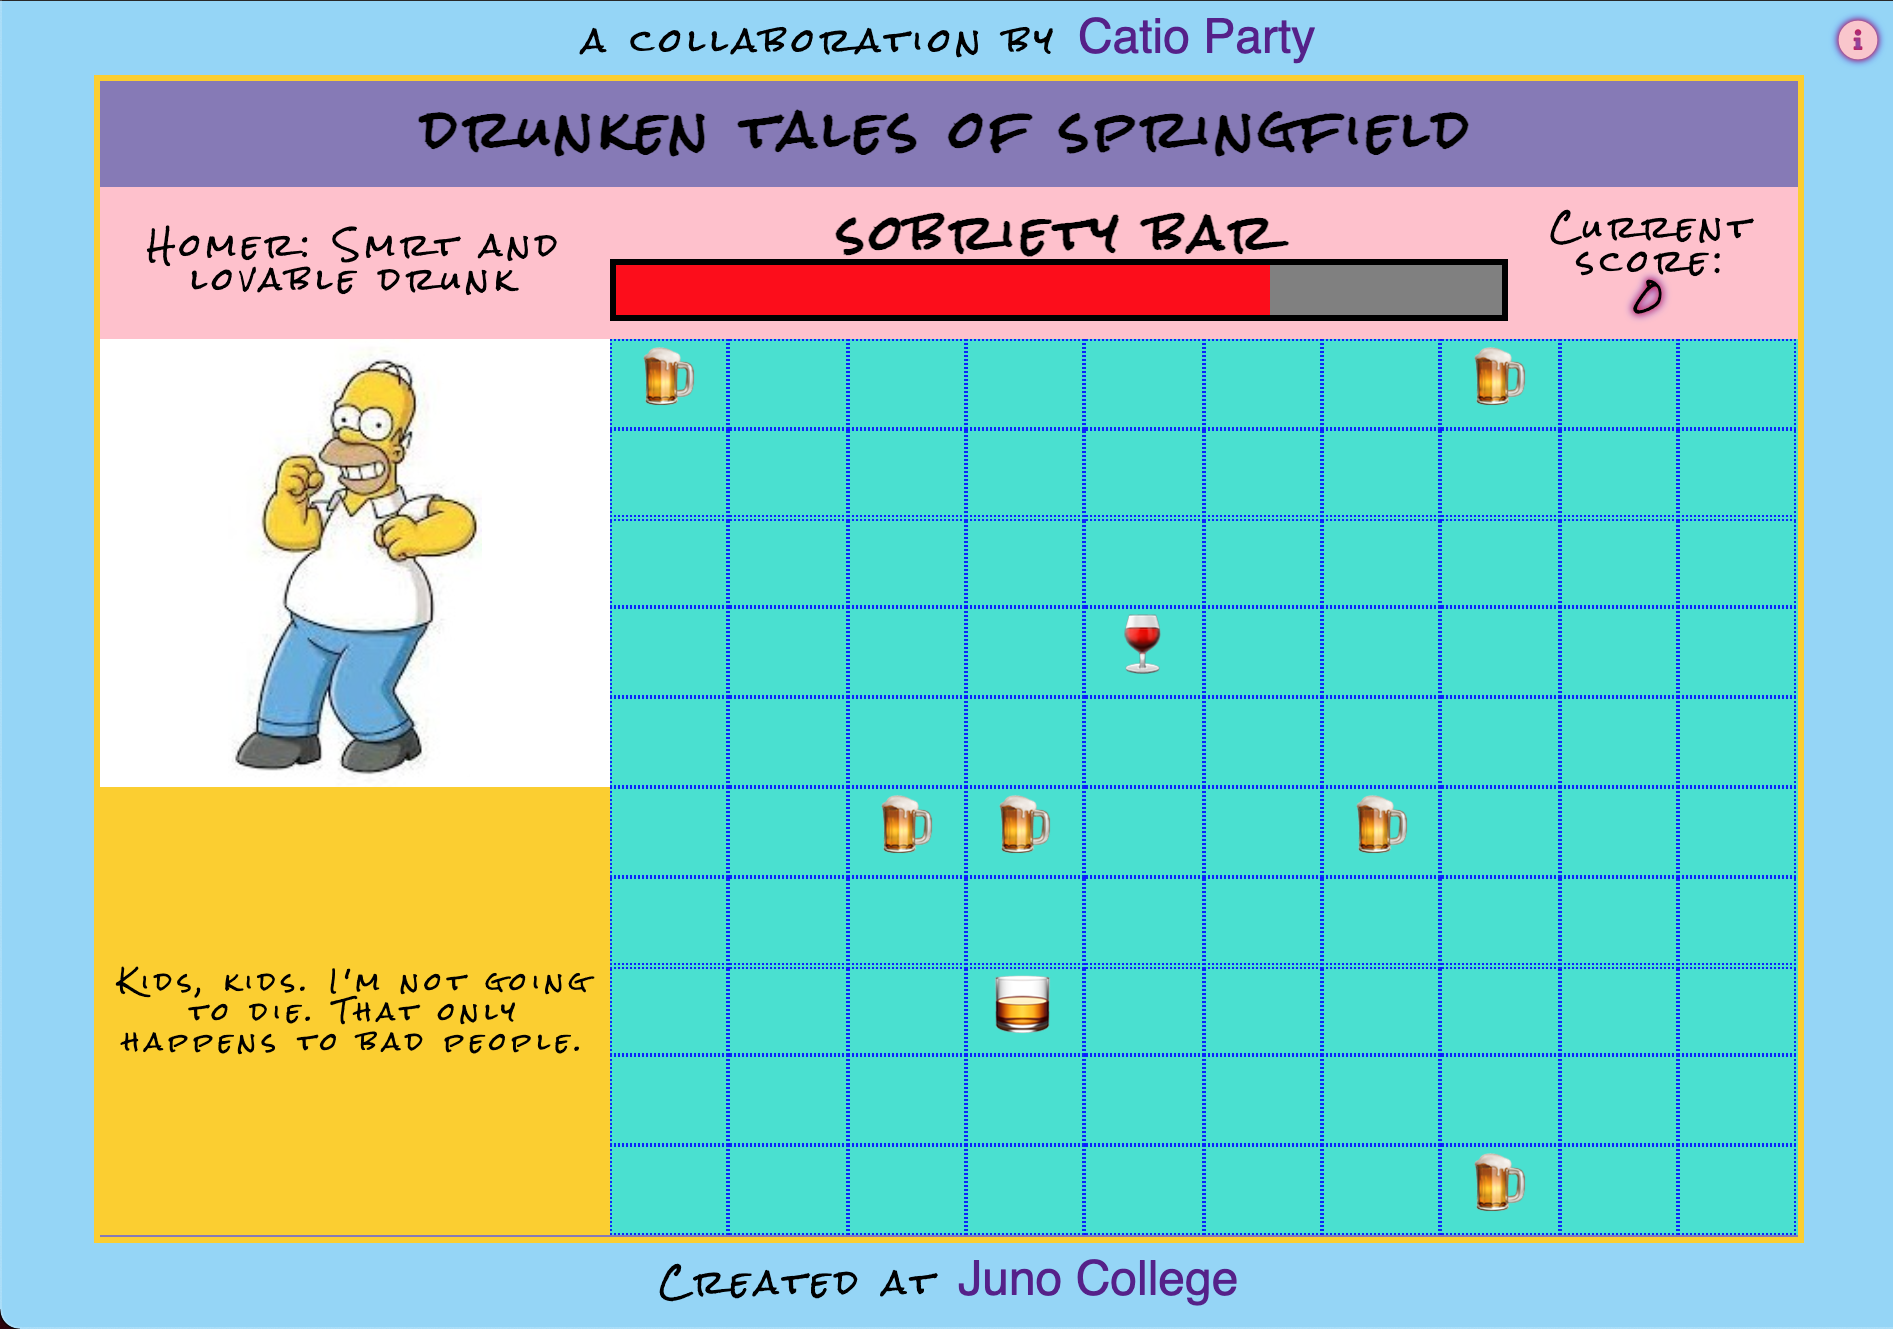 A COLLABORATION BY Catio Party
DRUNKEN TALES OF SPRINGFIELD
HOMER: SMRT AND
LOVABLE DRUNK
SOBRIETY BAR
CURRENT
SCORE:
0
KIDS, KIDS. I'M NOT GOING
TO DIE. THAT ONLY
HAPPENS TO BAD PEOPLE.
CREATED AT Juno College